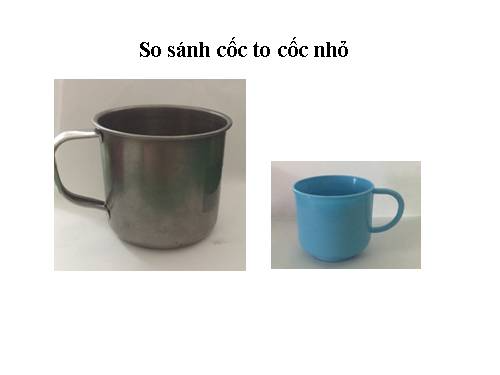 So sánh cốc to cốc nhỏ